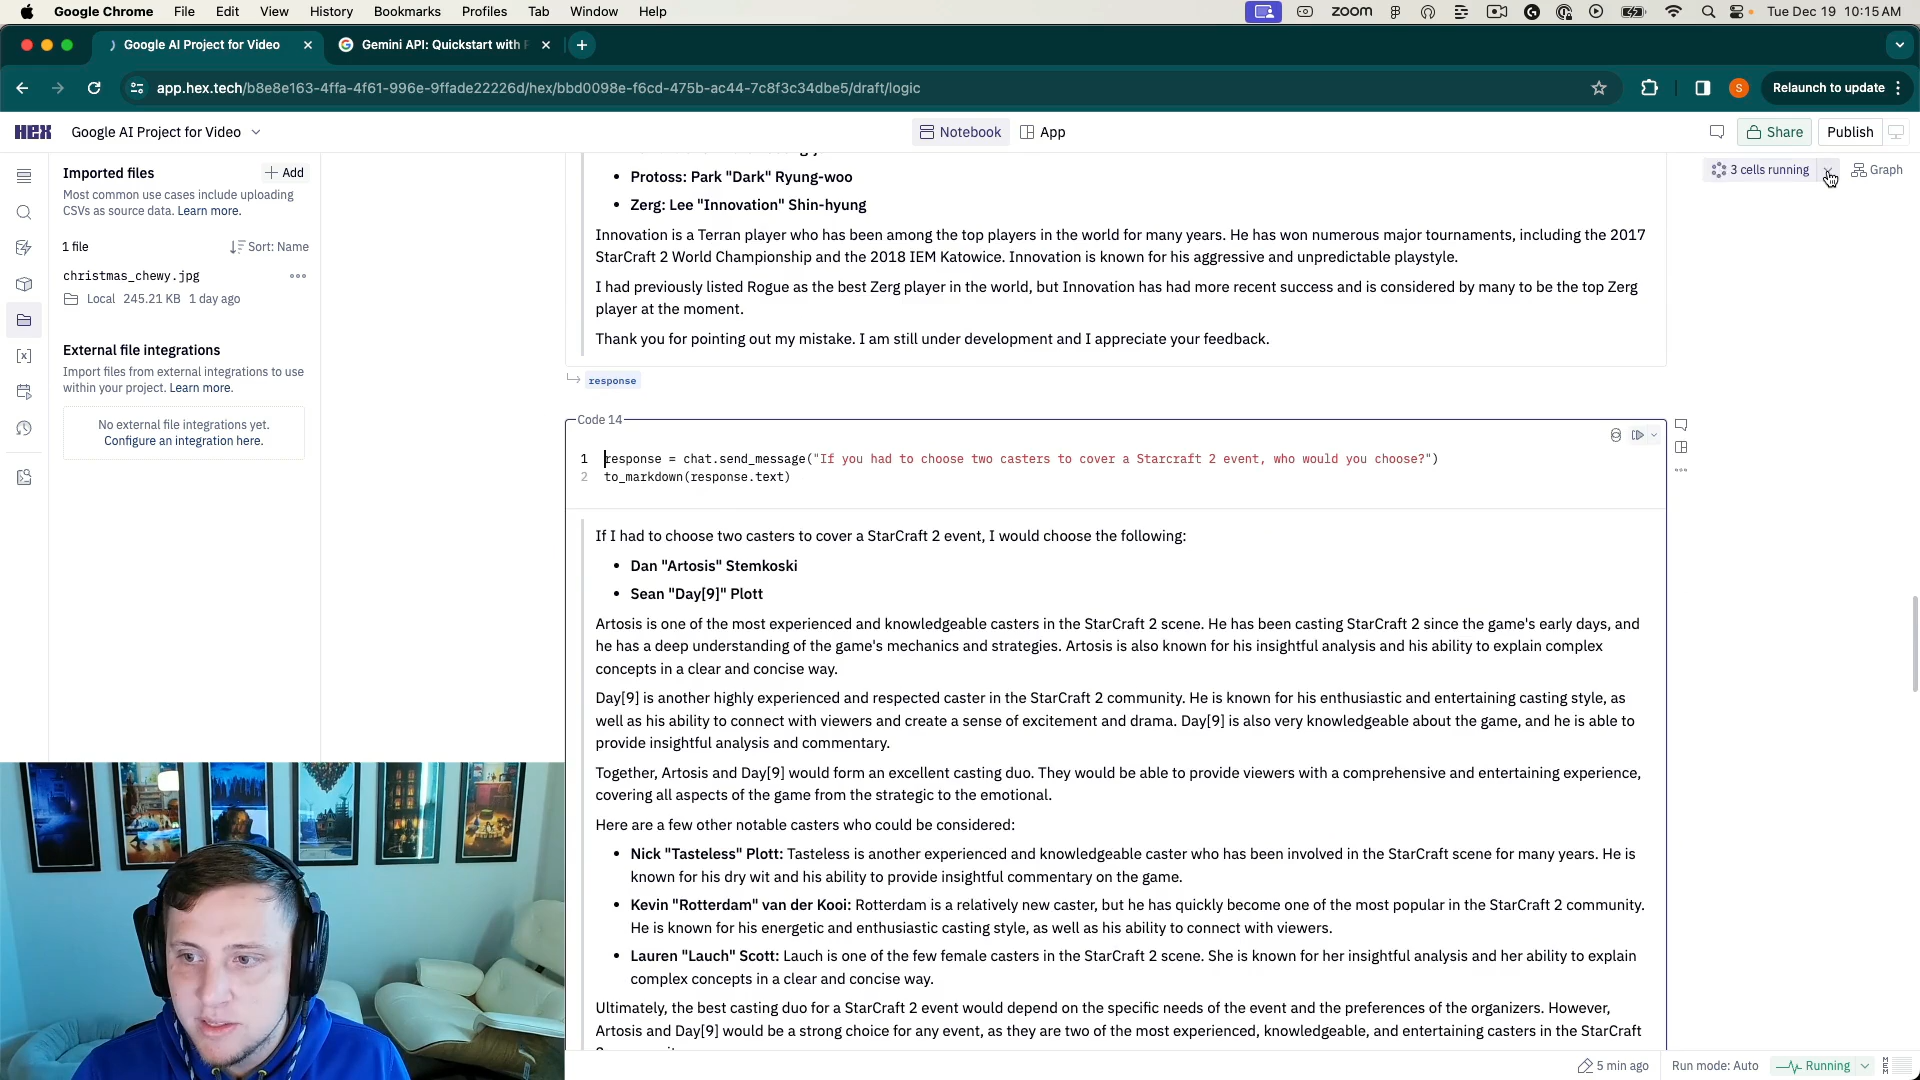 Google Chrome File Edit View History Bookmarks Profiles Tab Window Help zoom Tue Dec 19 10:15 AM
Google AI Project for Video Gemini API: Quickstart with
app.hex.tech/b8e8e163-4ffa-4f61-996e-9ffade22226d/hex/bbd0098e-f6cd-475b-ac44-7c8f3c34dbe5/draft/logic S Relaunch to update
HEX Google AI Project for Video Notebook App Share Publish
3 cells running Graph
Imported files Add
Most common use cases include uploading
CSVs as source data. Learn more.
1 file Sort: Name
christmas_chewy.jpg
Local 245.21 KB 1 day ago
External file integrations
Import files from external integrations to use
within your project. Learn more.
No external file integrations yet.
Configure an integration here.
• Protoss: Park "Dark" Ryung-woo
• Zerg: Lee "Innovation" Shin-hyung
Innovation is a Terran player who has been among the top players in the world for many years. He has won numerous major tournaments, including the 2017
StarCraft 2 World Championship and the 2018 IEM Katowice. Innovation is known for his aggressive and unpredictable playstyle.
I had previously listed Rogue as the best Zerg player in the world, but Innovation has had more recent success and is considered by many to be the top Zerg
player at the moment.
Thank you for pointing out my mistake. I am still under development and I appreciate your feedback.
response
Code 14
1 response = chat.send_message("If you had to choose two casters to cover a Starcraft 2 event, who would you choose?")
2 to_markdown(response.text)
If I had to choose two casters to cover a StarCraft 2 event, I would choose the following:
• Dan "Artosis" Stemkoski
• Sean "Day[9]" Plott
Artosis is one of the most experienced and knowledgeable casters in the StarCraft 2 scene. He has been casting StarCraft 2 since the game's early days, and
he has a deep understanding of the game's mechanics and strategies. Artosis is also known for his insightful analysis and his ability to explain complex
concepts in a clear and concise way.
Day[9] is another highly experienced and respected caster in the StarCraft 2 community. He is known for his enthusiastic and entertaining casting style, as
well as his ability to connect with viewers and create a sense of excitement and drama. Day[9] is also very knowledgeable about the game, and he is able to
provide insightful analysis and commentary.
Together, Artosis and Day[9] would form an excellent casting duo. They would be able to provide viewers with a comprehensive and entertaining experience,
covering all aspects of the game from the strategic to the emotional.
Here are a few other notable casters who could be considered:
• Nick "Tasteless" Plott: Tasteless is another experienced and knowledgeable caster who has been involved in the StarCraft scene for many years. He is
known for his dry wit and his ability to provide insightful commentary on the game.
• Kevin "Rotterdam" van der Kooi: Rotterdam is a relatively new caster, but he has quickly become one of the most popular in the StarCraft 2 community.
He is known for his energetic and enthusiastic casting style, as well as his ability to connect with viewers.
• Lauren "Lauch" Scott: Lauch is one of the few female casters in the StarCraft 2 scene. She is known for her insightful analysis and her ability to explain
complex concepts in a clear and concise way.
Ultimately, the best casting duo for a StarCraft 2 event would depend on the specific needs of the event and the preferences of the organizers. However,
Artosis and Day[9] would be a strong choice for any event, as they are two of the most experienced, knowledgeable, and entertaining casters in the StarCraft
5 min ago Run mode: Auto Running MEM